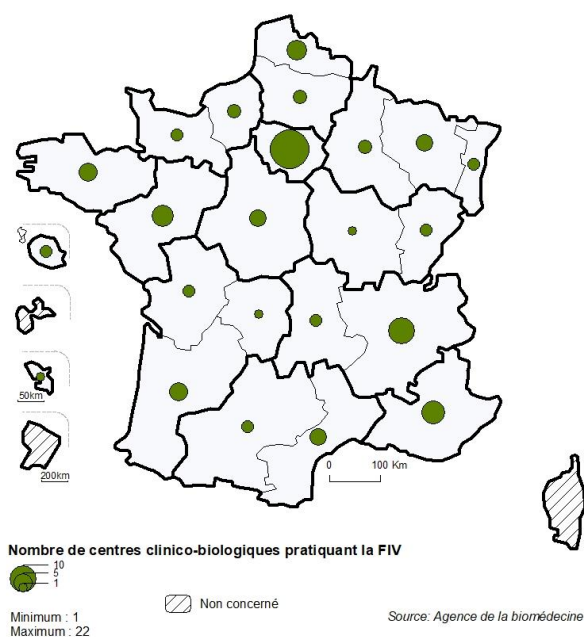 50km
200km
0 100 Km
Nombre de centres clinico-biologiques pratiquant la FIV
10
5
1
Non concerné
Minimum : 1
Maximum : 22
Source: Agence de la biomédecine